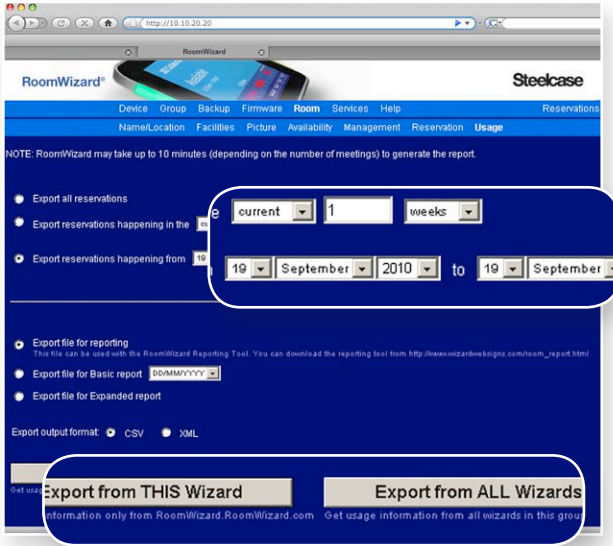 http://10.10.20.20
RoomWizard
RoomWizard®
Steelcase
Device Group Backup Firmware Room Services Help Reservations
Name/Location Facilities Picture Availability Management Reservation Usage
NOTE: RoomWizard may take up to 10 minutes (depending on the number of meetings) to generate the report.
Export all reservations
Export reservations happening in the
current 1 weeks
Export reservations happening from 19
19 September 2010 to 19 September
Export file for reporting
This file can be used with the RoomWizard Reporting Tool. You can download the reporting tool from http://www.wizardwebsigns.com/room_report.html
Export file for Basic report DD/MM/YYYY
Export file for Expanded report
Export output format: CSV XML
Export from THIS Wizard Export from ALL Wizards
Get usage
information only from RoomWizard.RoomWizard.com Get usage information from all wizards in this group